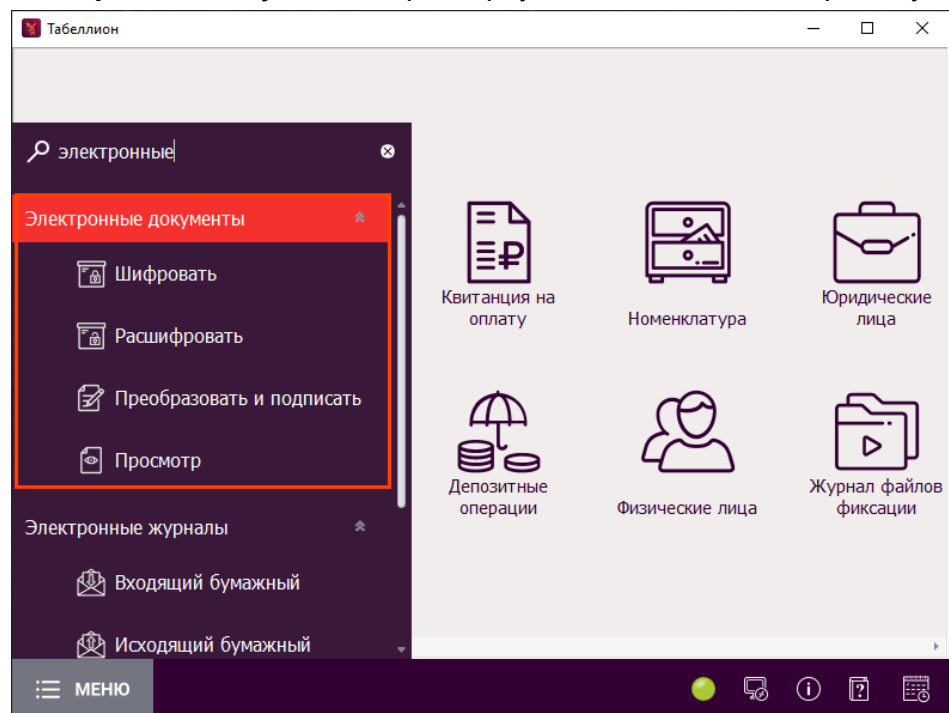 Табеллион
электронные
Электронные документы
Шифровать
Расшифровать
Преобразовать и подписать
Просмотр
Электронные журналы
Входящий бумажный
Исходящий бумажный
Квитанция на
оплату
Номенклатура
Юридические
лица
Депозитные
операции
Физические лица
Журнал файлов
фиксации
МЕНЮ